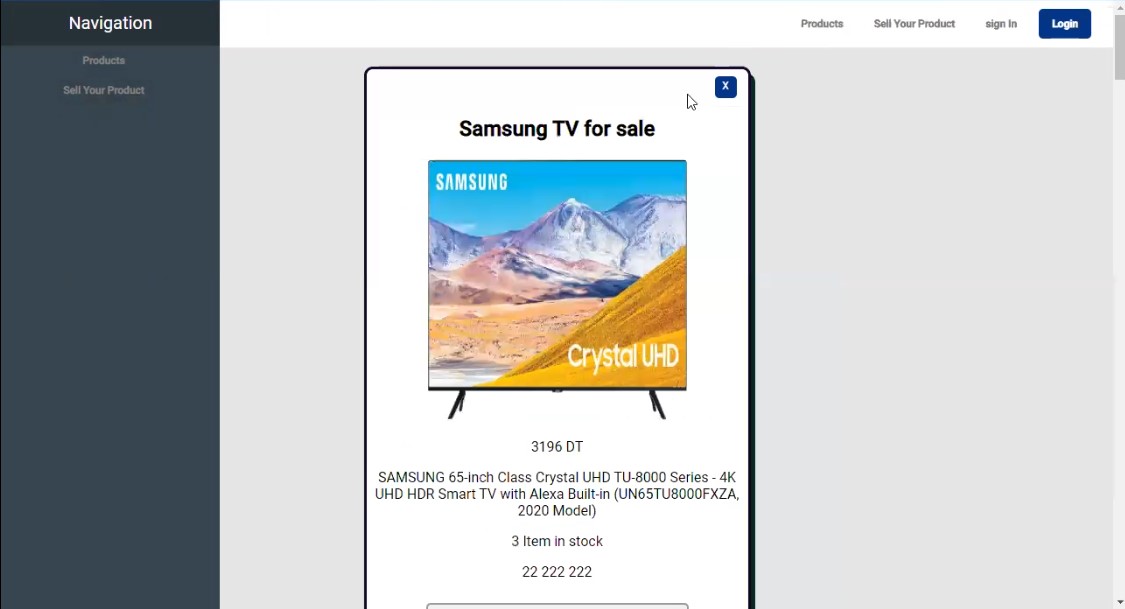 Navigation
Products
Sell Your Product
Products
Sell Your Product
sign In
Login
X
Samsung TV for sale
SAMSUNG
Crystal UHD
3196 DT
SAMSUNG 65-inch Class Crystal UHD TU-8000 Series - 4K
UHD HDR Smart TV with Alexa Built-in (UN65TU8000FXZA,
2020 Model)
3 Item in stock
22 222 222